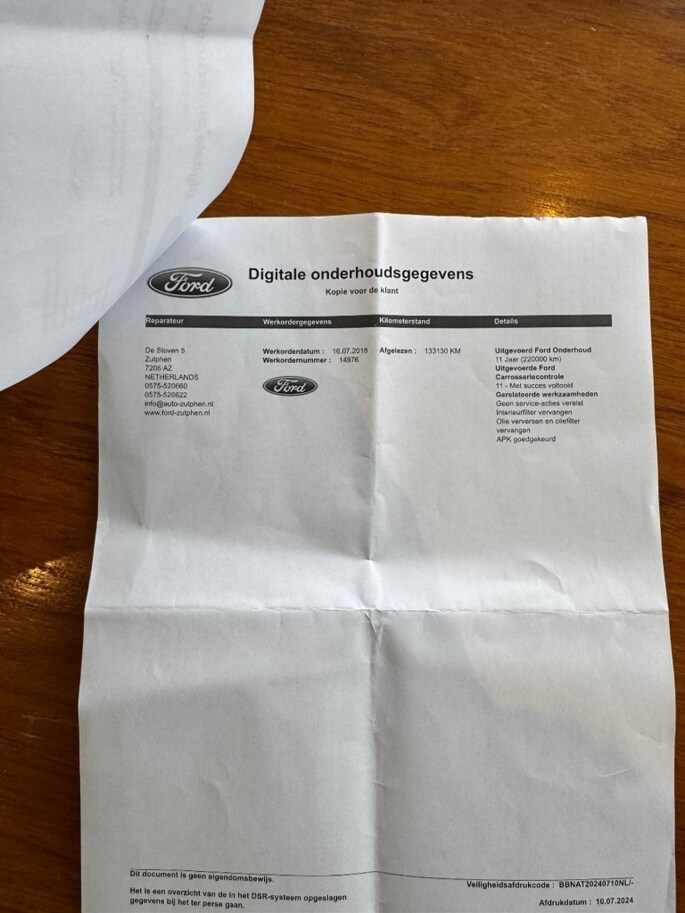 Ford
Digitale onderhoudsgegevens
Kopie voor de klant
Reparateur Werkordergegevens Kilometerstand Details
De Stoven 5
Zutphen
7206 AZ
NETHERLANDS
0575-520660
0575-526622
info@auto-zutphen.nl
www.ford-zutphen.nl
Werkorderdatum : 16.07.2018
Werkordernummer : 14976
Ford
Afgelezen : 133130 KM
Uitgevoerd Ford Onderhoud
11 Jaar (220000 km)
Uitgevoerde Ford
Carrosseriecontrole
11 - Met succes voltooid
Gerelateerde werkzaamheden
Geen service-acties vereist
Interieurfilter vervangen
Olie verversen en oliefilter
vervangen
APK goedgekeurd
Dit document is geen eigendomsbewijs.
Het is een overzicht van de in het DSR-systeem opgeslagen
gegevens bij het ter perse gaan.
Veiligheidsafdrukcode : BBNAT20240710NL/-
Afdrukdatum : 10.07.2024